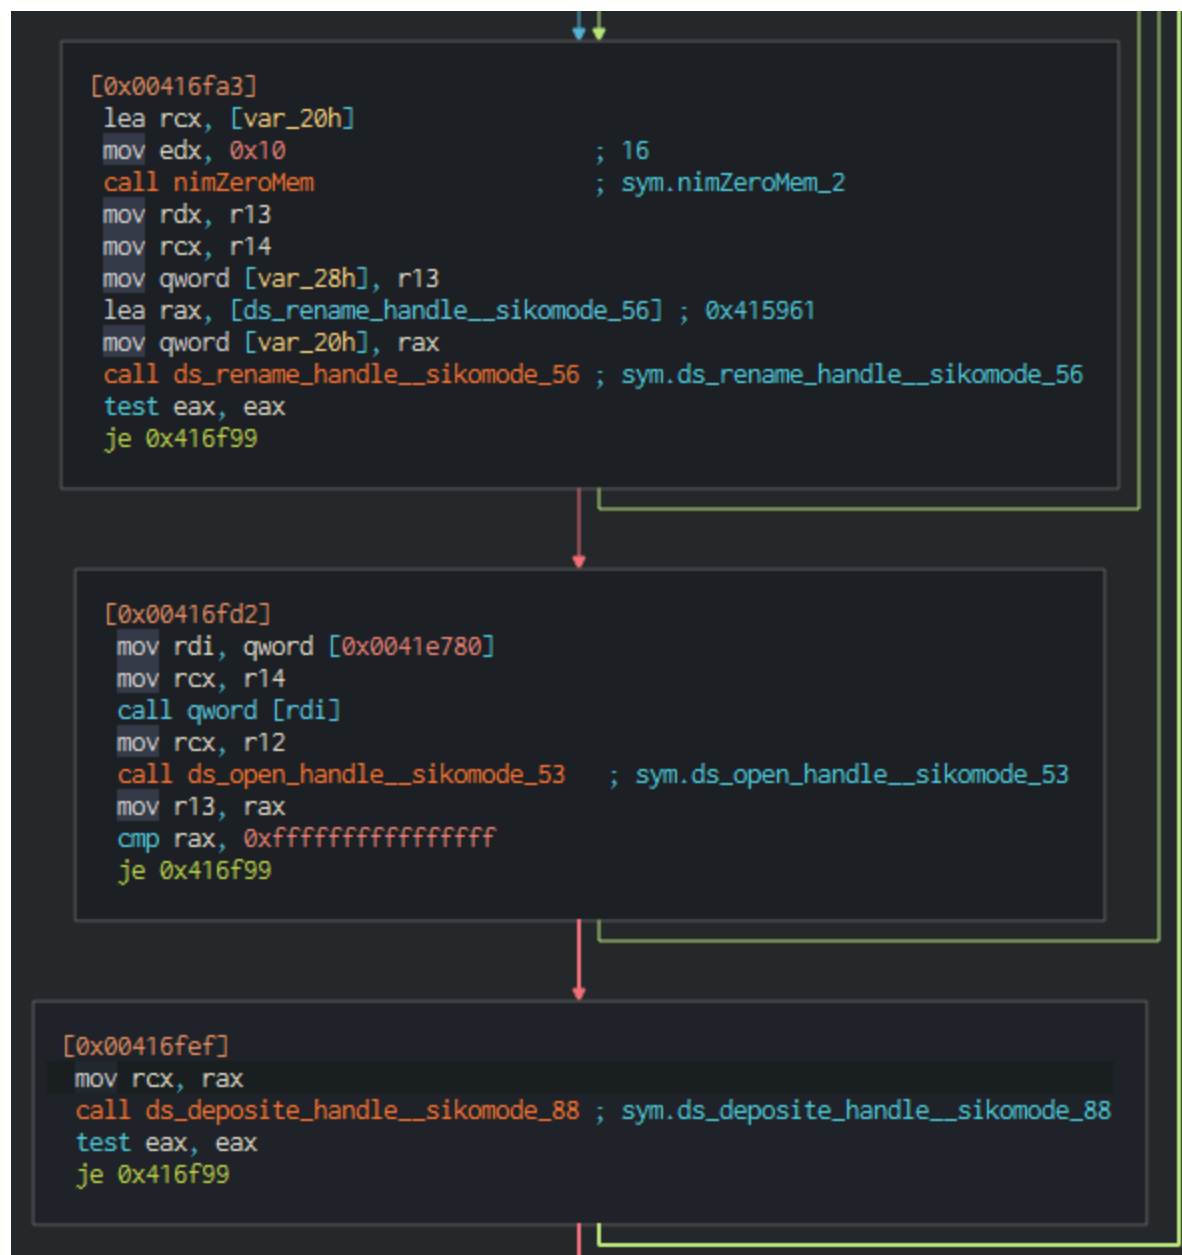 [0x00416fa3]
lea rcx, [var_20h]
mov edx, 0x10 ; 16
call nimZeroMem ; sym.nimZeroMem_2
mov rdx, r13
mov rcx, r14
mov qword [var_28h], r13
lea rax, [ds_rename_handle__sikomode_56] ; 0x415961
mov qword [var_20h], rax
call ds_rename_handle__sikomode_56 ; sym.ds_rename_handle__sikomode_56
test eax, eax
je 0x416f99
[0x00416fd2]
mov rdi, qword [0x0041e780]
mov rcx, r14
call qword [rdi]
mov rcx, r12
call ds_open_handle__sikomode_53 ; sym.ds_open_handle__sikomode_53
mov r13, rax
cmp rax, 0xffffffffffffffff
je 0x416f99
[0x00416fef]
mov rcx, rax
call ds_deposite_handle__sikomode_88 ; sym.ds_deposite_handle__sikomode_88
test eax, eax
je 0x416f99